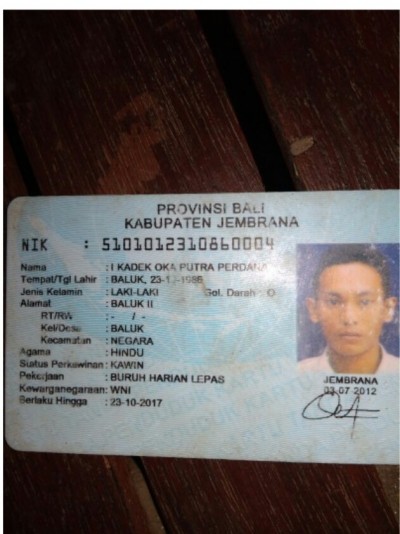 PROVINSI BALI
KABUPATEN JEMBRANA
NIK : 5101012310860004
Nama : I KADEK OKA PUTRA PERDANA
Tempat/Tgl Lahir : BALUK, 23-1 -1986
Jenis Kelamin : LAKI-LAKI Gol. Darah : O
Alamat : BALUK II
RT/RW : - / -
Kel/Desa : BALUK
Kecamatan : NEGARA
Agama : HINDU
Status Perkawinan : KAWIN
Pekerjaan : BURUH HARIAN LEPAS
Kewarganegaraan: WNI
Berlaku Hingga : 23-10-2017
JEMBRANA
03-07-2012